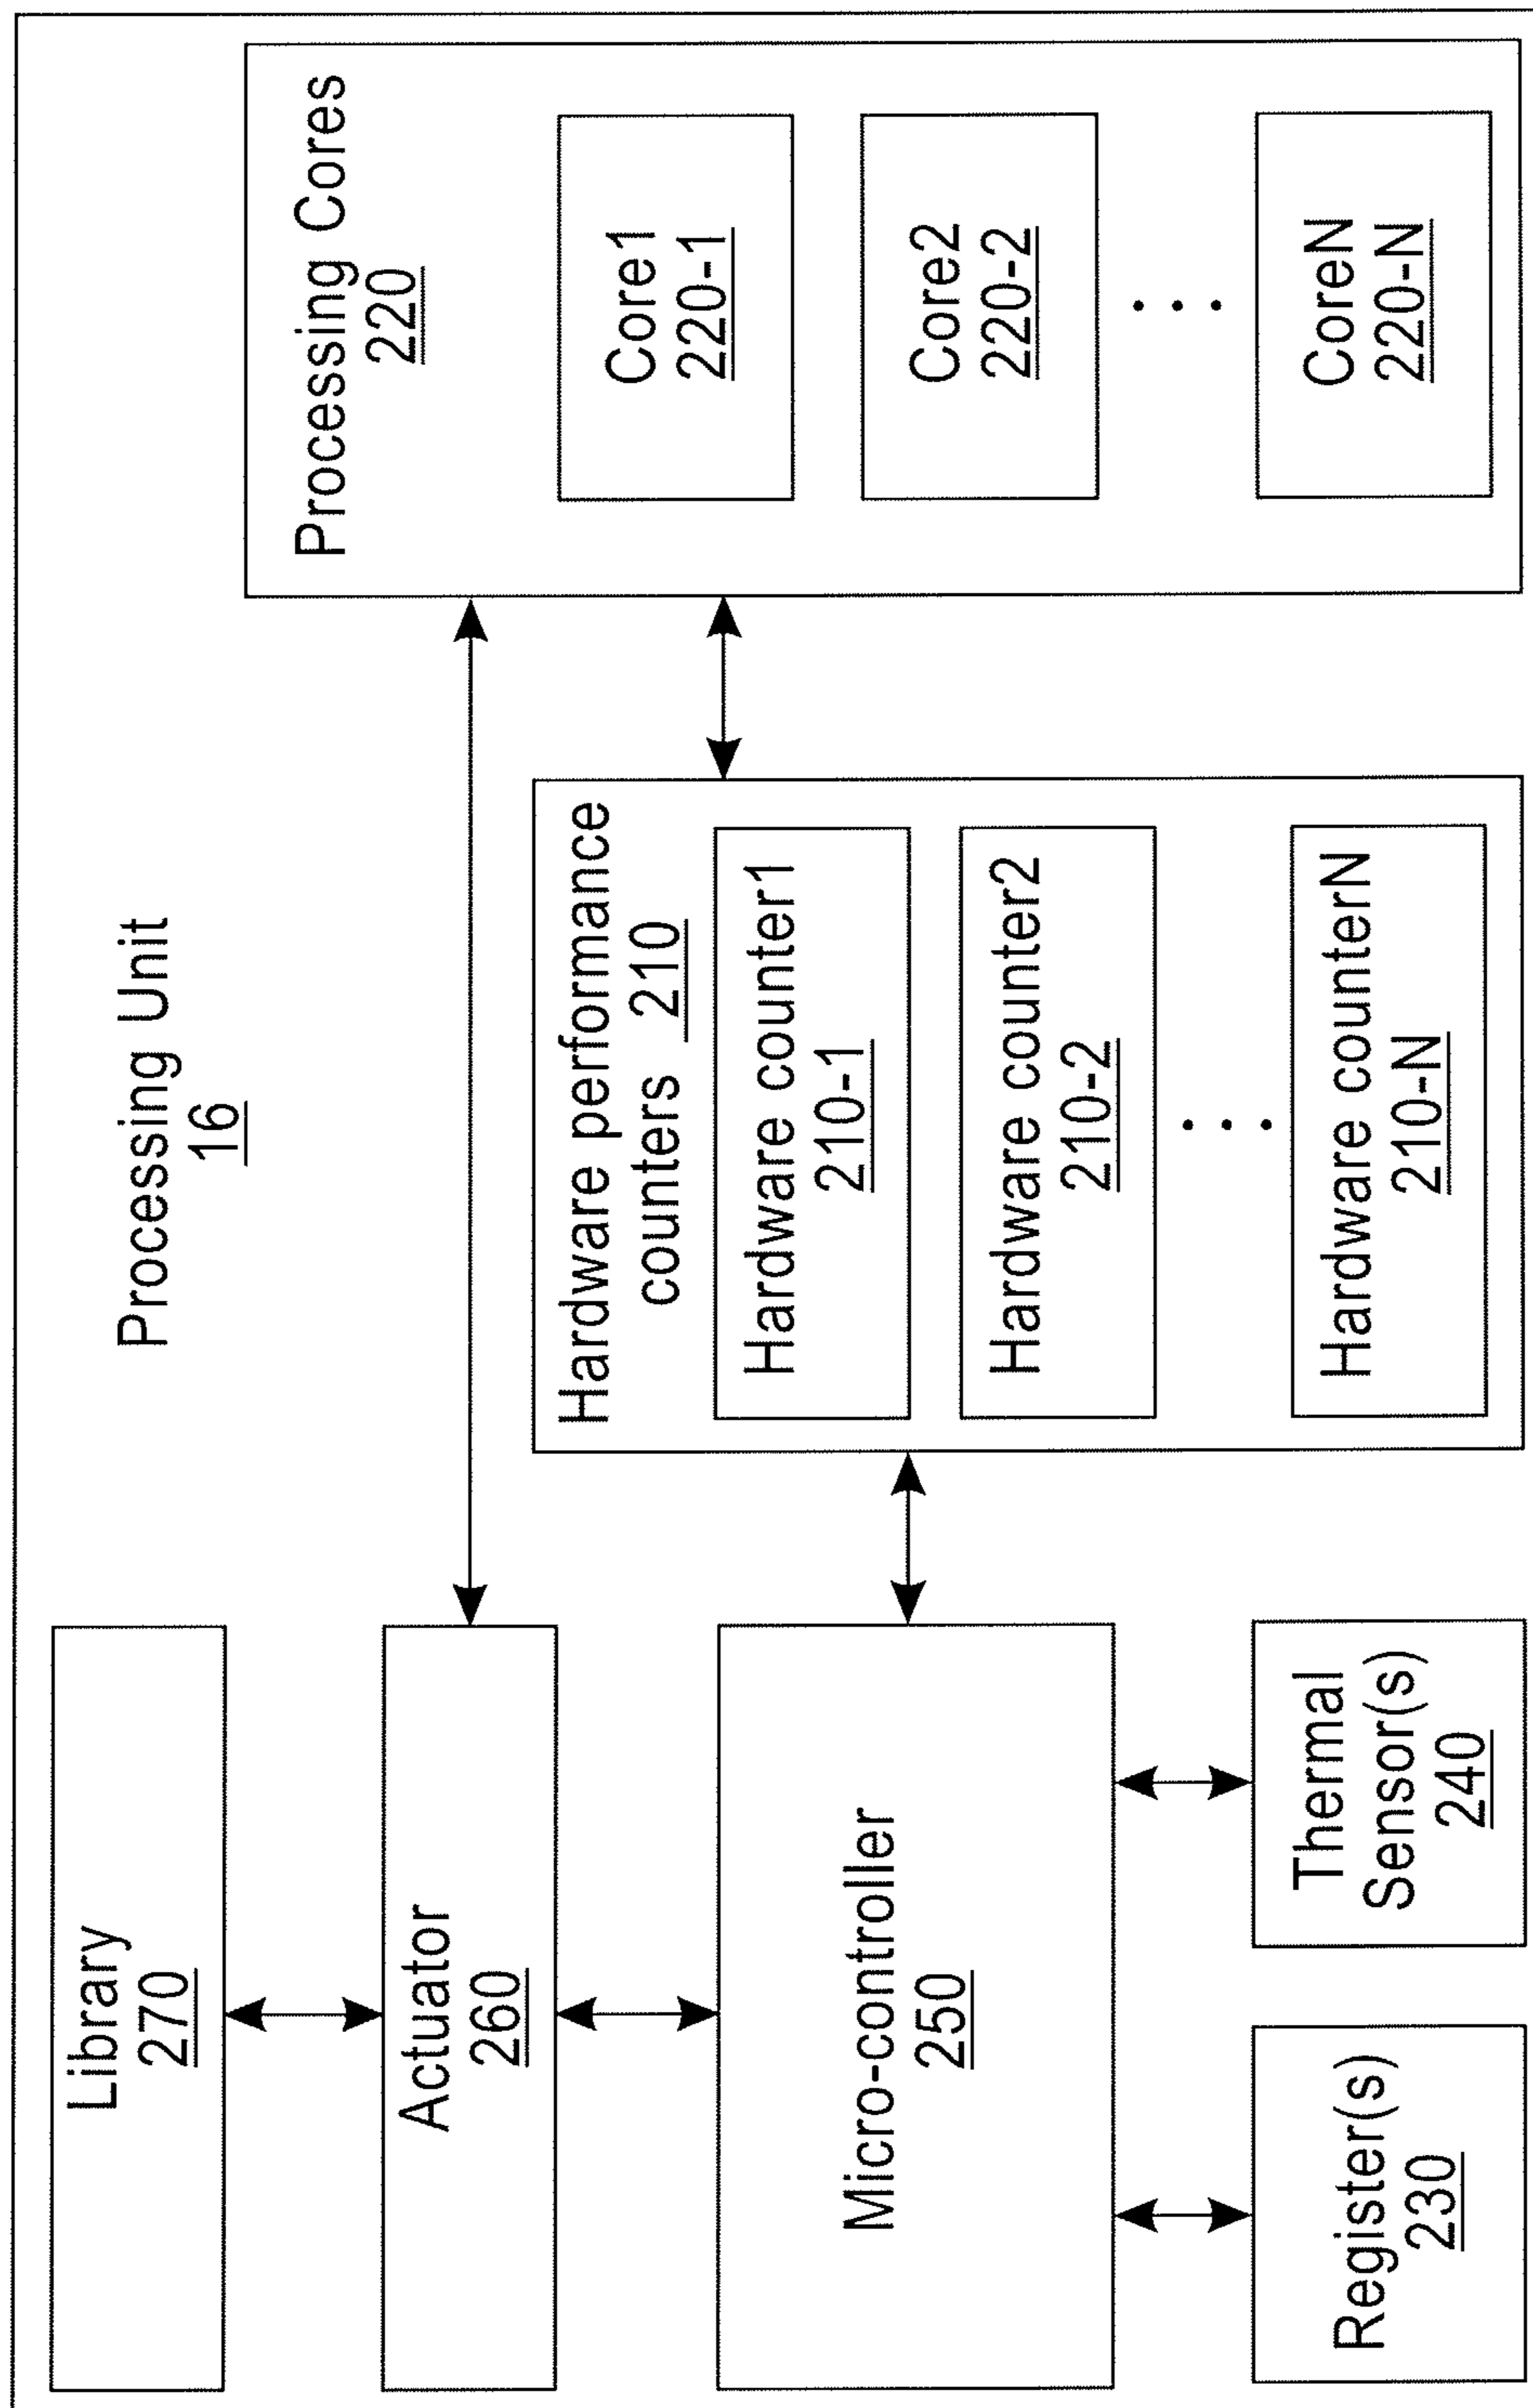 Processing Unit
16
Library
270
Actuator
260
Micro-controller
250
Register(s)
230
Thermal
Sensor(s)
240
Hardware performance
counters 210
Hardware counter1
210-1
Hardware counter2
210-2
...
Hardware counterN
210-N
Processing Cores
220
Core1
220-1
Core2
220-2
...
CoreN
220-N